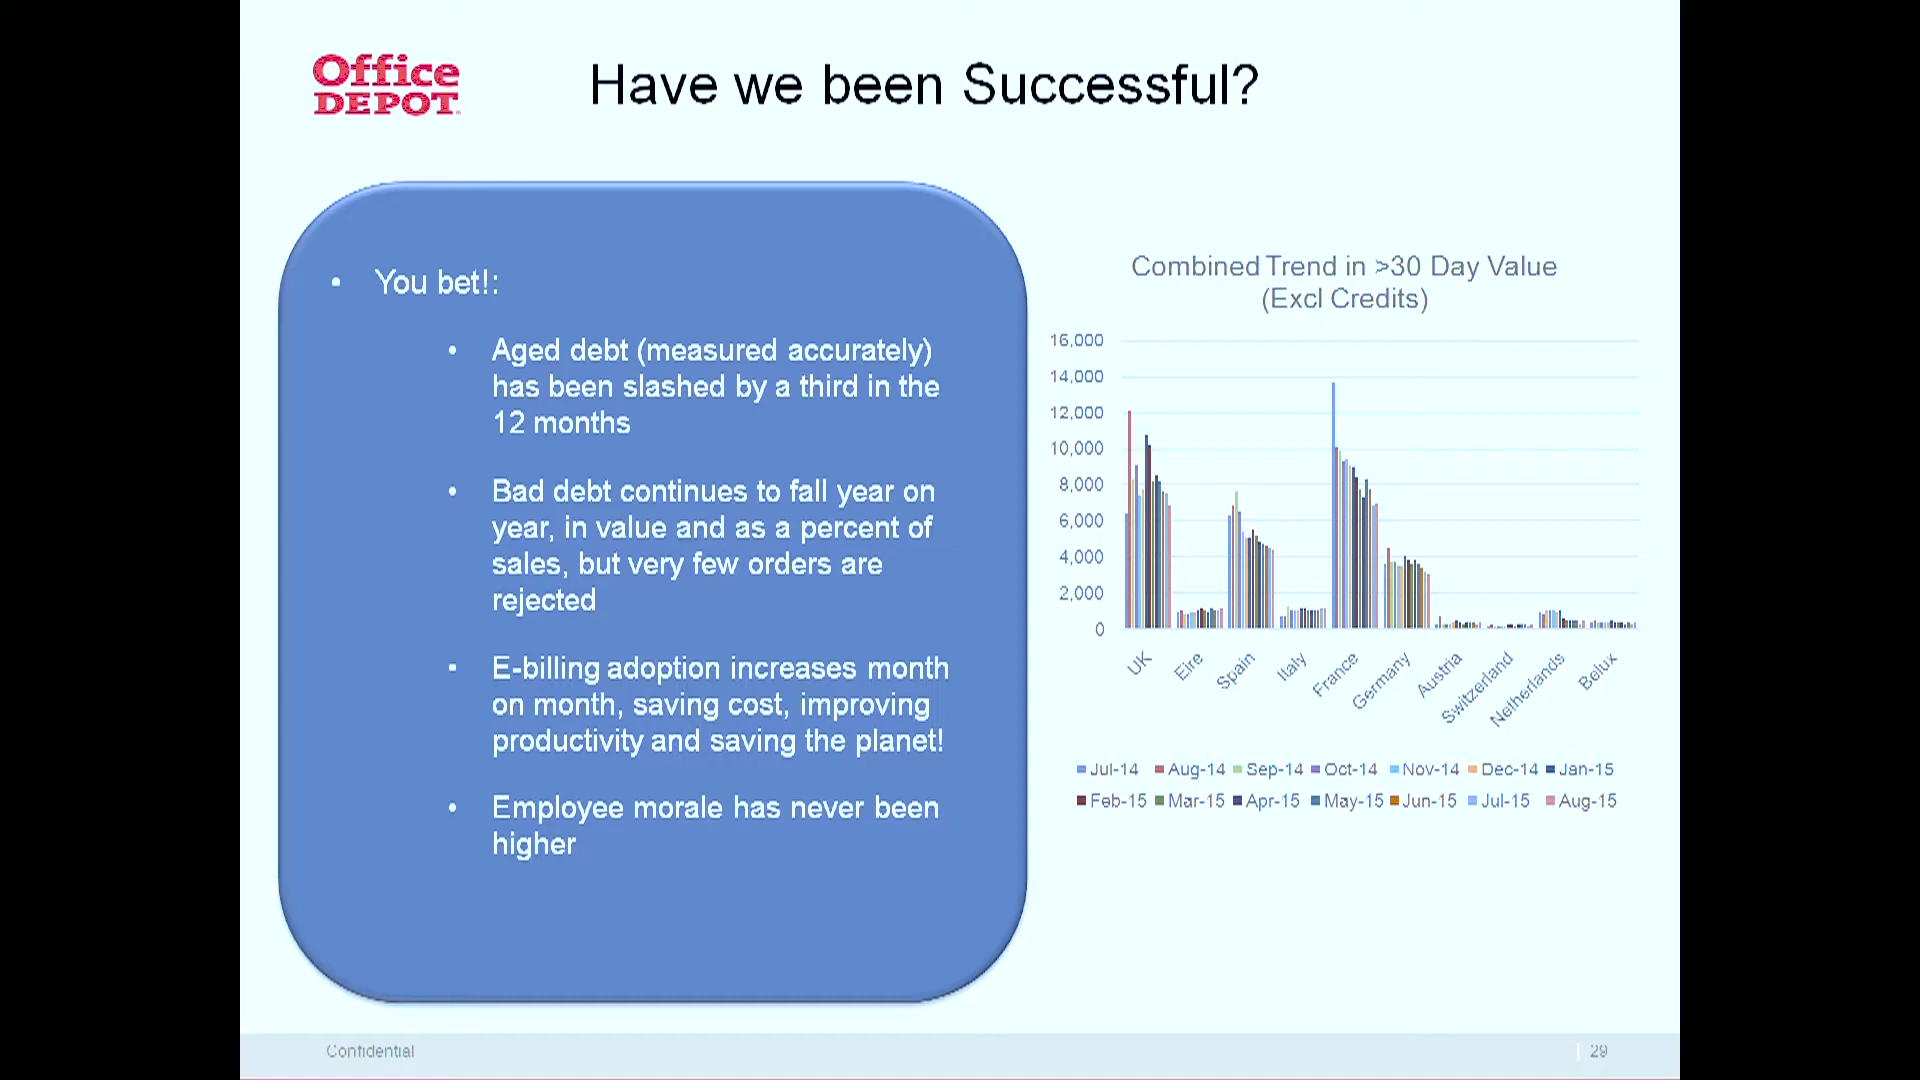 Office
DEPOT
Have we been Successful?
• You bet!:
• Aged debt (measured accurately)
has been slashed by a third in the
12 months
• Bad debt continues to fall year on
year, in value and as a percent of
sales, but very few orders are
rejected
• E-billing adoption increases month
on month, saving cost, improving
productivity and saving the planet!
• Employee morale has never been
higher
Combined Trend in >30 Day Value
(Excl Credits)
16,000
14,000
12,000
10,000
8,000
6,000
4,000
2,000
0
UK Eire Spain Italy France Germany Austria Switzerland Netherlands Belux
Jul-14 Aug-14 Sep-14 Oct-14 Nov-14 Dec-14 Jan-15
Feb-15 Mar-15 Apr-15 May-15 Jun-15 Jul-15 Aug-15
Confidential | 29